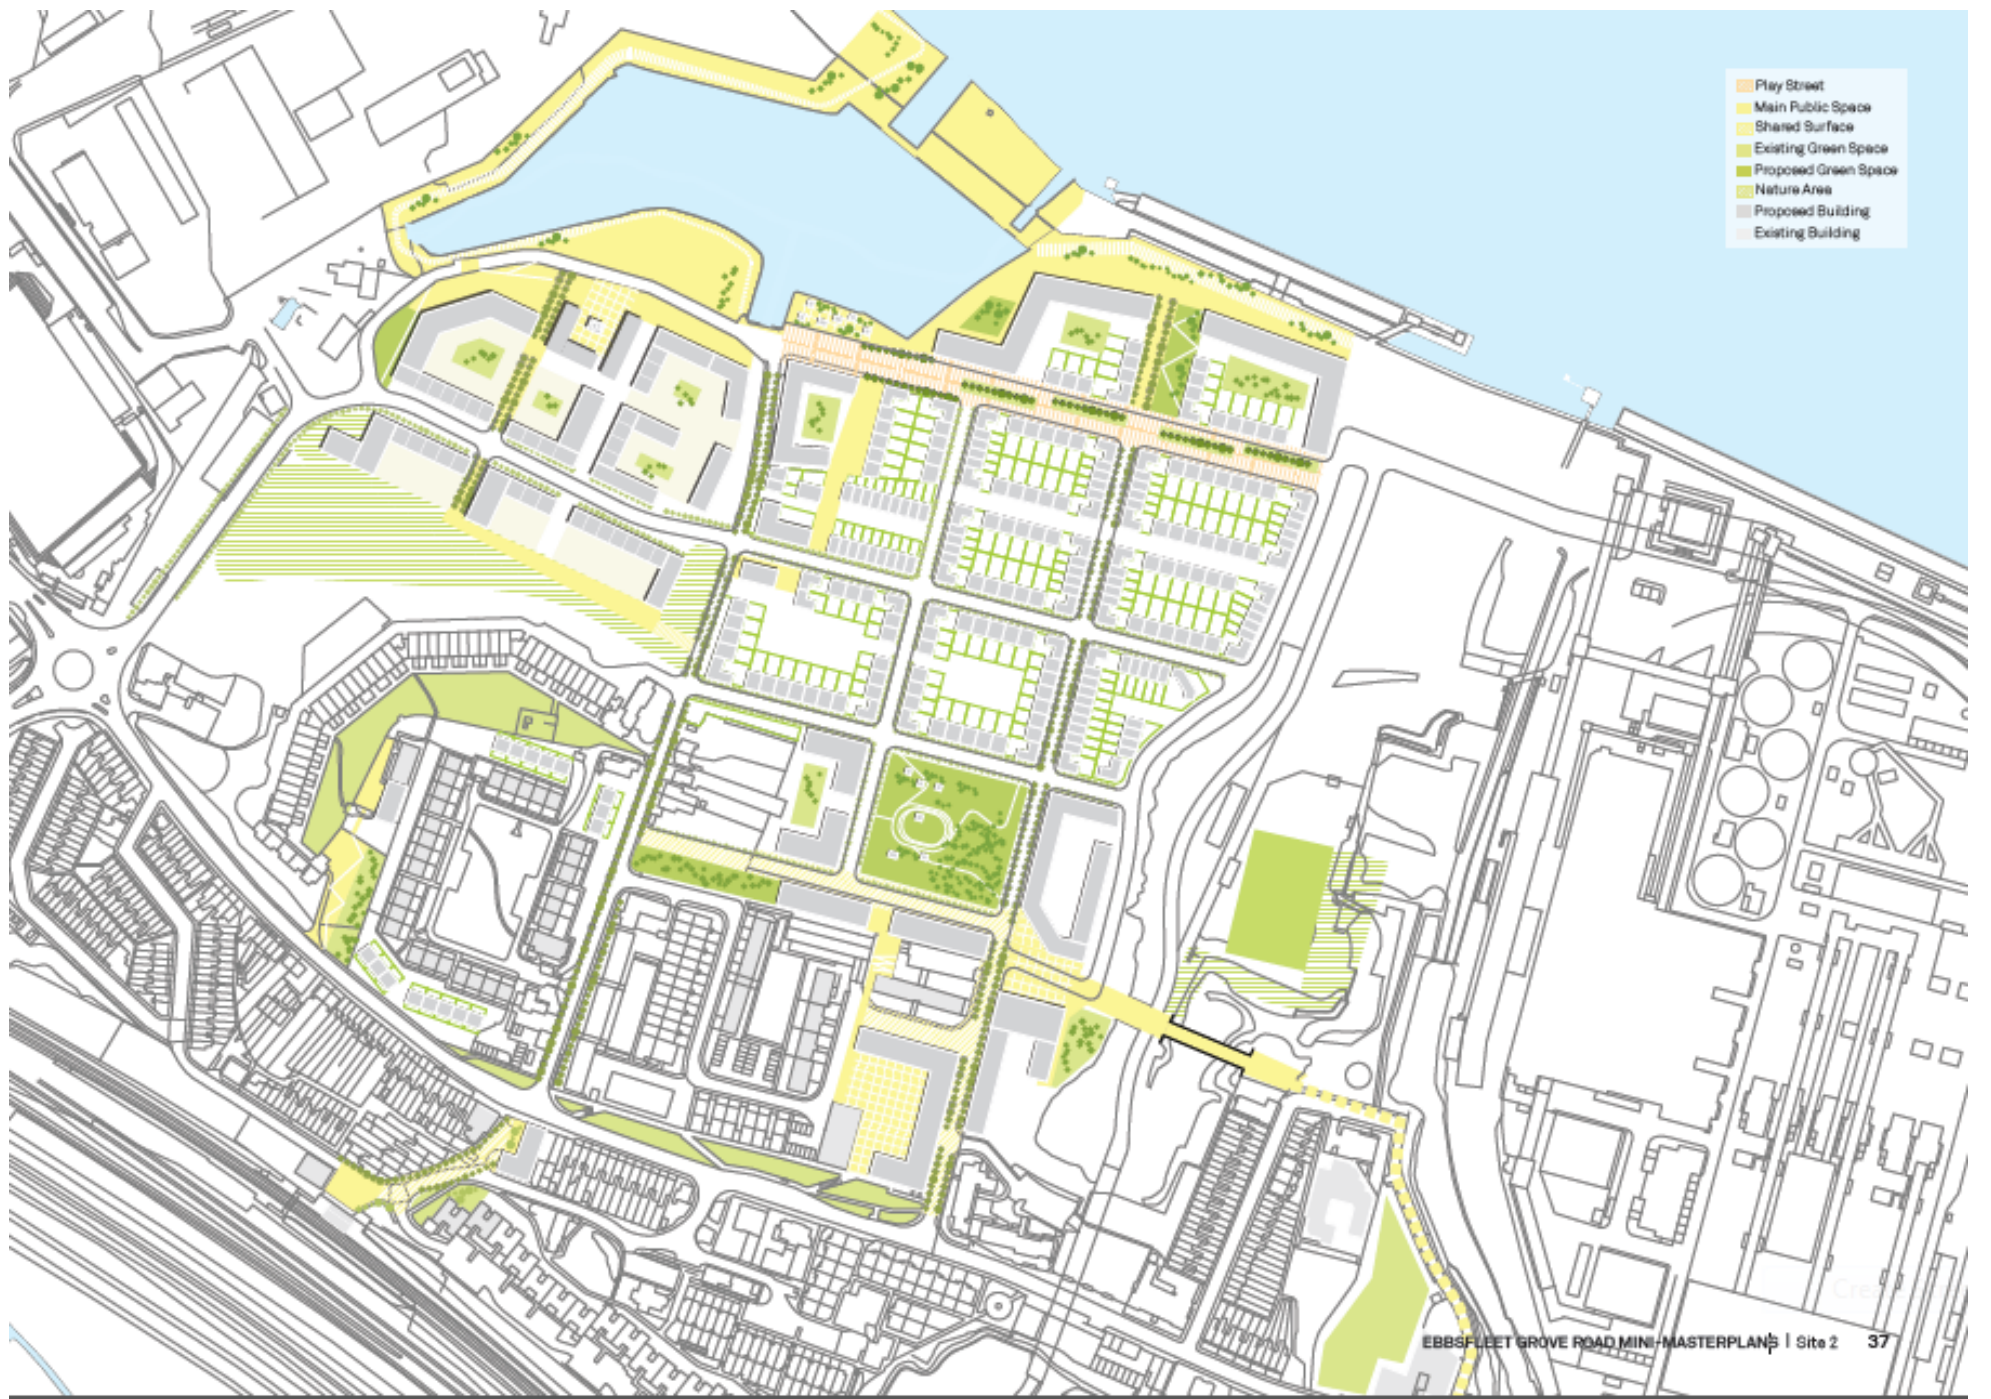 Play Street
Main Public Space
Shared Surface
Existing Green Space
Proposed Green Space
Nature Area
Proposed Building
Existing Building
EBBSFLEET GROVE ROAD MINI-MASTERPLANS | Site 2 37